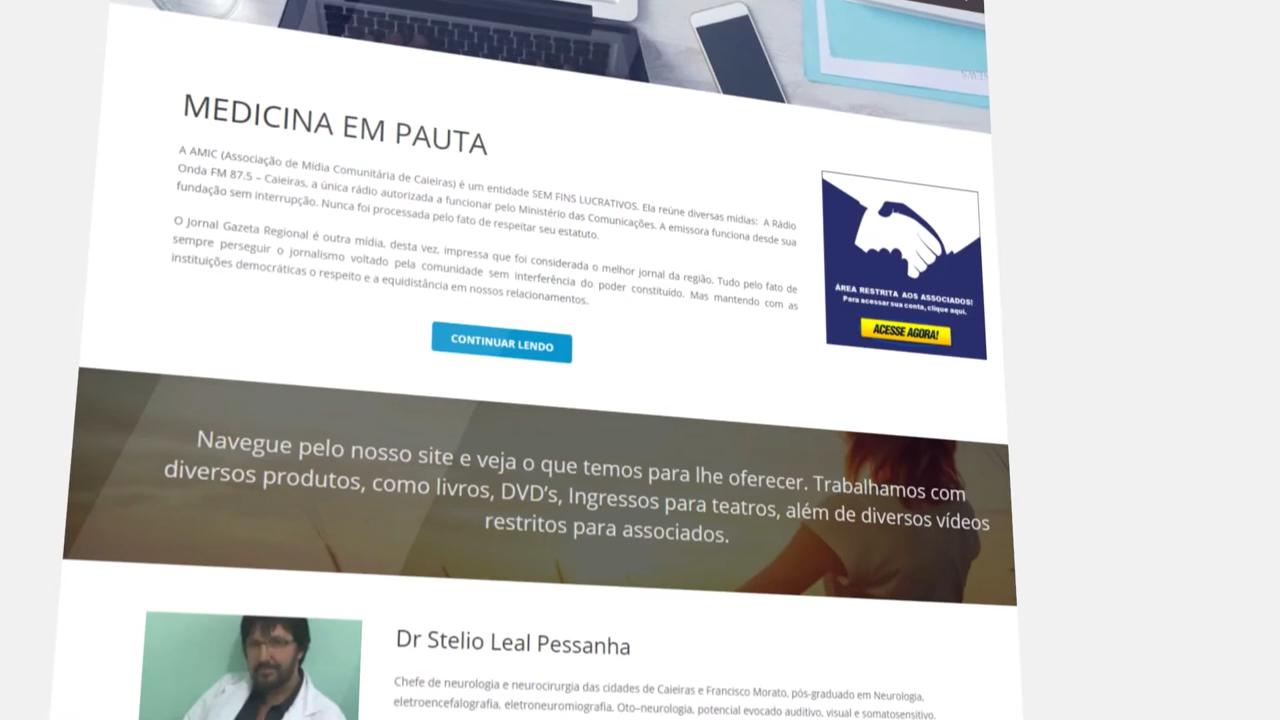 MEDICINA EM PAUTA
A AMIC (Associação de Mídia Comunitária de Caieiras) é um entidade SEM FINS LUCRATIVOS. Ela reúne diversas mídias: A Rádio
Onda FM 87.5 – Caieiras, a única rádio autorizada a funcionar pelo Ministério das Comunicações. A emissora funciona desde sua
fundação sem interrupção. Nunca foi processada pelo fato de respeitar seu estatuto.
O Jornal Gazeta Regional é outra mídia, desta vez, impressa que foi considerada o melhor jornal da região. Tudo pelo fato de
sempre perseguir o jornalismo voltado pela comunidade sem interferência do poder constituído. Mas mantendo com as
instituições democráticas o respeito e a equidistância em nossos relacionamentos.
CONTINUAR LENDO
ÁREA RESTRITA AOS ASSOCIADOS!
Para acessar sua conta, clique aqui.
ACESSE AGORA!
Navegue pelo nosso site e veja o que temos para lhe oferecer. Trabalhamos com
diversos produtos, como livros, DVD's, Ingressos para teatros, além de diversos vídeos
restritos para associados.
Dr Stelio Leal Pessanha
Chefe de neurologia e neurocirurgia das cidades de Caieiras e Francisco Morato, pós-graduado em Neurologia,
eletroencefalografia, eletroneuromiografia, Oto–neurologia, potencial evocado auditivo, visual e somatosensitivo.